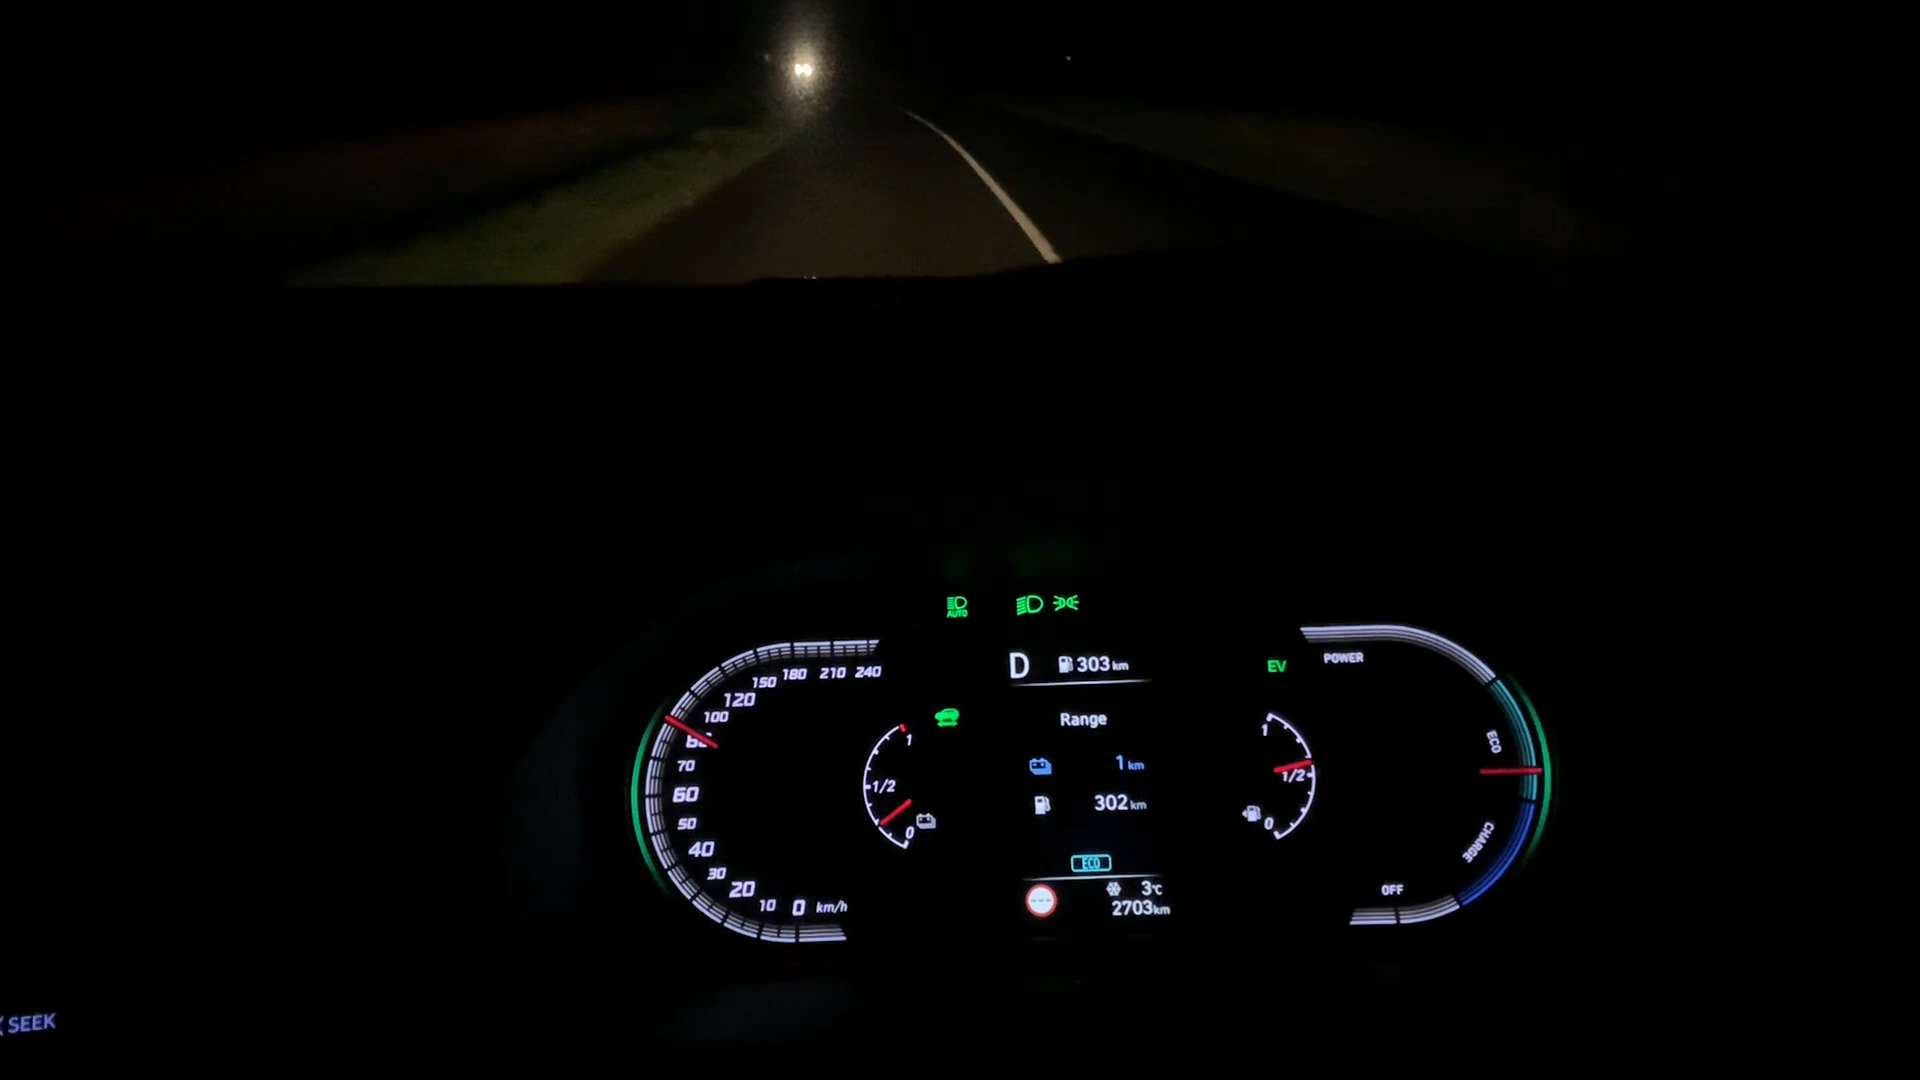 AUTO
D 303 km
EV
POWER
240
210
180
150
120
100
70
60
50
40
30
20
10
0 km/h
1
1/2
0
Range
1 km
302 km
ECO
---
3°C
2703 km
1
1/2
0
ECO
CHARGE
OFF
SEEK